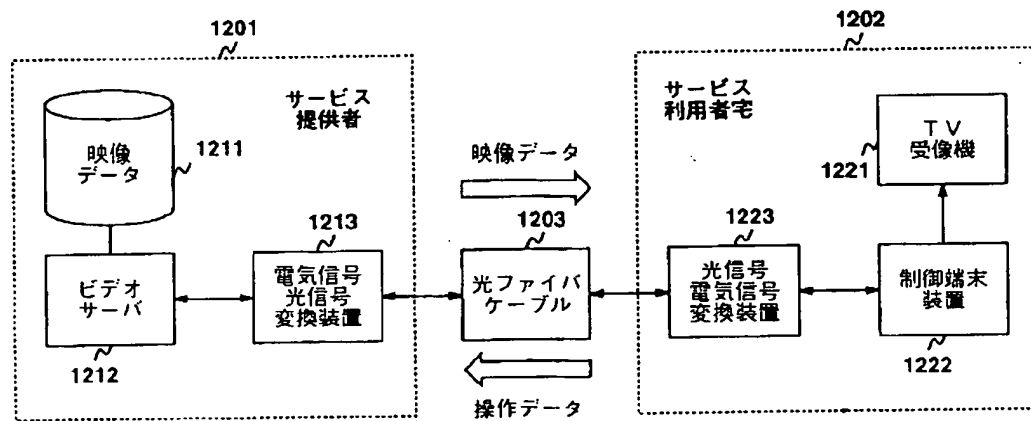 1201
サービス
提供者
映像
データ
1211
ビデオ
サーバ
1212
1213
電気信号
光信号
変換装置
映像データ
1203
光ファイバ
ケーブル
操作データ
1202
サービス
利用者宅
TV
受像機
1221
1223
光信号
電気信号
変換装置
制御端末
装置
1222